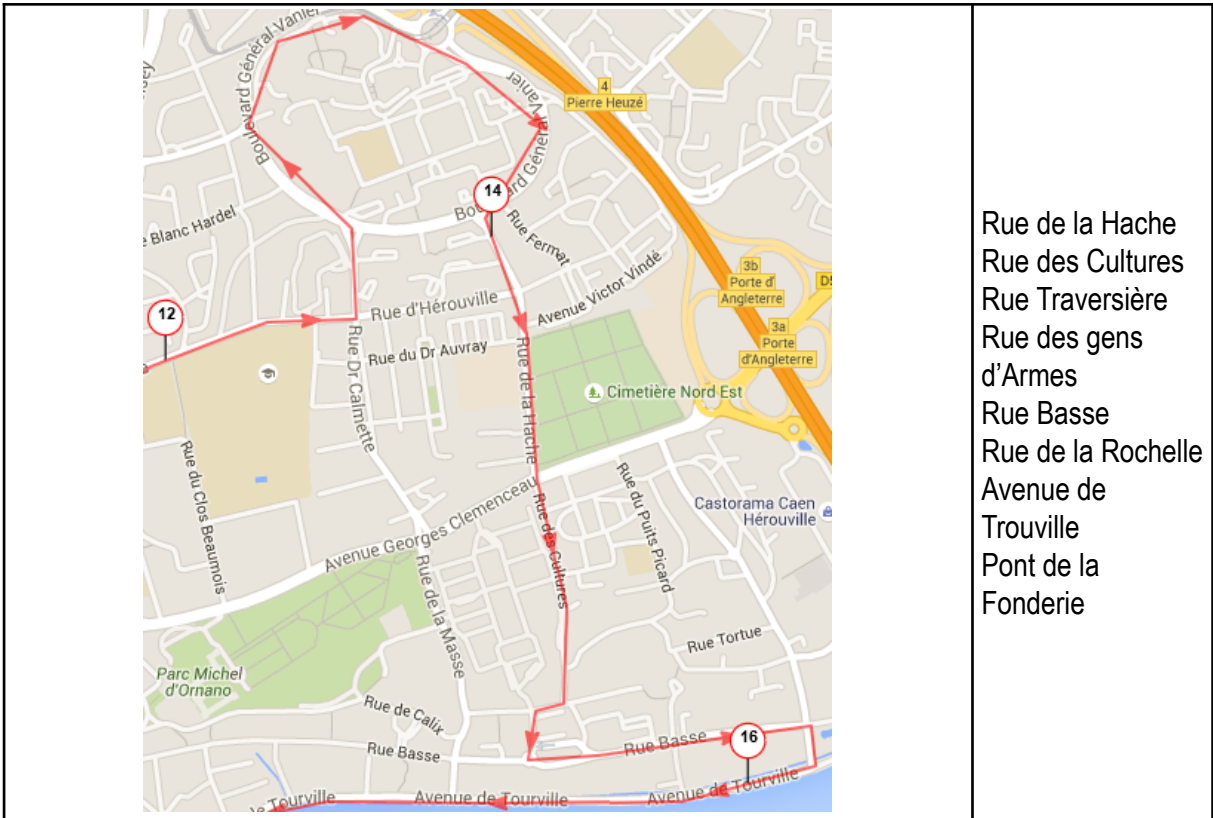 Boulevard Général Vanier
Boulevard Général Vanier
4
Pierre Heuzé
14
Blanc Hardel
Rue Fermat
12
Rue d'Hérouville
Avenue Victor Vindé
3b
Porte d'
Angleterre
3a
Porte
d'Angleterre
Rue du Dr Auvray
Rue Dr Calmette
Rue de la Hache
Cimetière Nord Est
Rue du Clos Beaumois
Avenue Georges Clemenceau
Rue des Cultures
Rue du Puits Picard
Castorama Caen
Hérouville
Rue de la Masse
Rue Tortue
Parc Michel
d'Ornano
Rue de Calix
Rue Basse
Rue Basse
16
Tourville
Avenue de Tourville
Avenue de Tourville
Rue de la Hache
Rue des Cultures
Rue Traversière
Rue des gens
d'Armes
Rue Basse
Rue de la Rochelle
Avenue de
Trouville
Pont de la
Fonderie